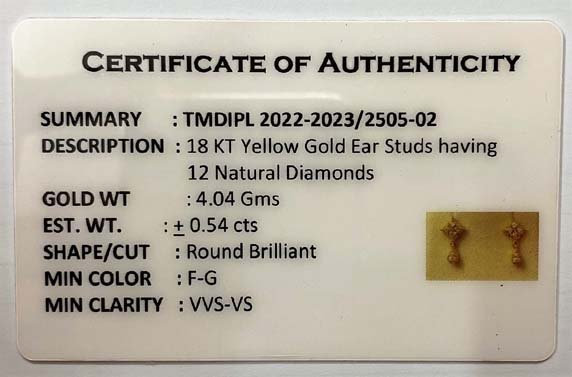 CERTIFICATE OF AUTHENTICITY
SUMMARY : TMDIPL 2022-2023/2505-02
DESCRIPTION : 18 KT Yellow Gold Ear Studs having
12 Natural Diamonds
GOLD WT : 4.04 Gms
EST. WT. : ± 0.54 cts
SHAPE/CUT : Round Brilliant
MIN COLOR : F-G
MIN CLARITY : VVS-VS